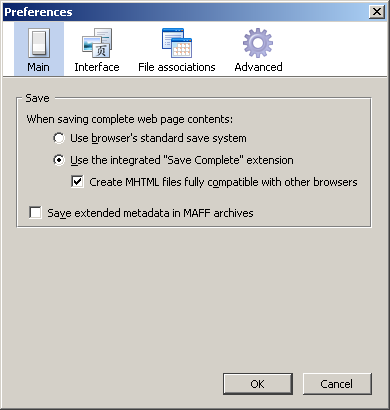 Preferences
Main Interface File associations Advanced
Save
When saving complete web page contents:
Use browser's standard save system
Use the integrated "Save Complete" extension
Create MHTML files fully compatible with other browsers
Save extended metadata in MAFF archives
OK Cancel